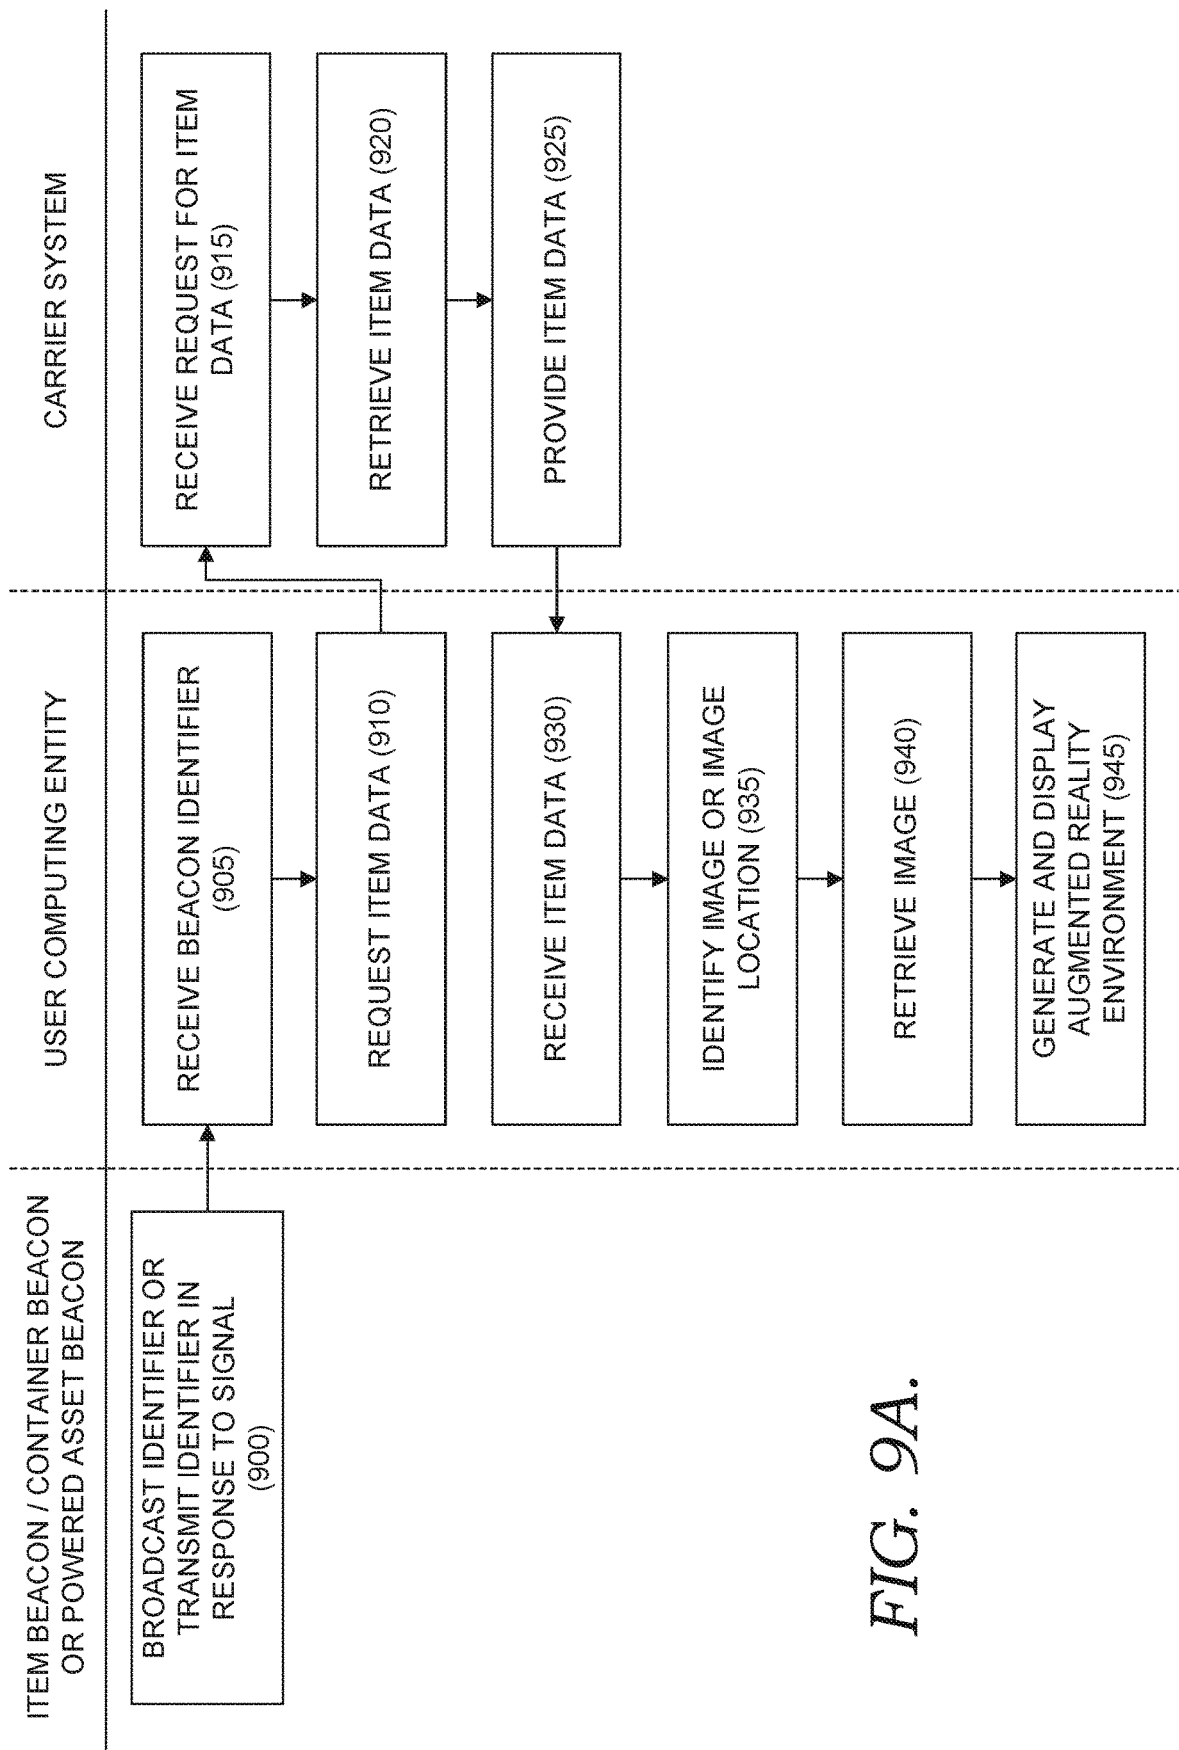 ITEM BEACON / CONTAINER BEACON
OR POWERED ASSET BEACON
USER COMPUTING ENTITY
CARRIER SYSTEM
BROADCAST IDENTIFIER OR
TRANSMIT IDENTIFIER IN
RESPONSE TO SIGNAL
(900)
RECEIVE BEACON IDENTIFIER
(905)
REQUEST ITEM DATA (910)
RECEIVE REQUEST FOR ITEM
DATA (915)
RETRIEVE ITEM DATA (920)
PROVIDE ITEM DATA (925)
RECEIVE ITEM DATA (930)
IDENTIFY IMAGE OR IMAGE
LOCATION (935)
RETRIEVE IMAGE (940)
GENERATE AND DISPLAY
AUGMENTED REALITY
ENVIRONMENT (945)
FIG. 9A.